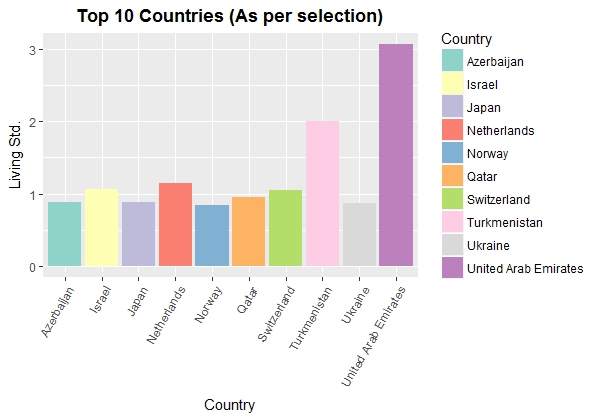 Top 10 Countries (As per selection)
Living Std.
3
2
1
0
Azerbaijan
Israel
Japan
Netherlands
Norway
Qatar
Switzerland
Turkmenistan
Ukraine
United Arab Emirates
Country
Country
Azerbaijan
Israel
Japan
Netherlands
Norway
Qatar
Switzerland
Turkmenistan
Ukraine
United Arab Emirates